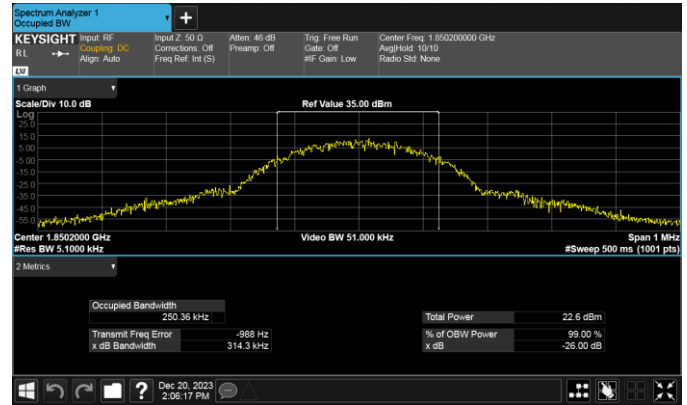 Spectrum Analyzer 1
Occupied BW
KEYSIGHT Input: RF Input Z: 50 Ω Atten: 46 dB Trig: Free Run Center Freq: 1.850200000 GHz
RL Coupling: DC Corrections: Off Preamp: Off Gate: Off Avg|Hold: 10/10
Align: Auto Freq Ref: Int (S) #IF Gain: Low Radio Std: None
LXI
1 Graph
Scale/Div 10.0 dB Ref Value 35.00 dBm
Log
25.0
15.0
5.00
-5.00
-15.0
-25.0
-35.0
-45.0
-55.0
Center 1.8502000 GHz Video BW 51.000 kHz Span 1 MHz
#Res BW 5.1000 kHz #Sweep 500 ms (1001 pts)
2 Metrics
Occupied Bandwidth
250.36 kHz Total Power 22.6 dBm
Transmit Freq Error -988 Hz % of OBW Power 99.00 %
x dB Bandwidth 314.3 kHz x dB -26.00 dB
? Dec 20, 2023
2:06:17 PM